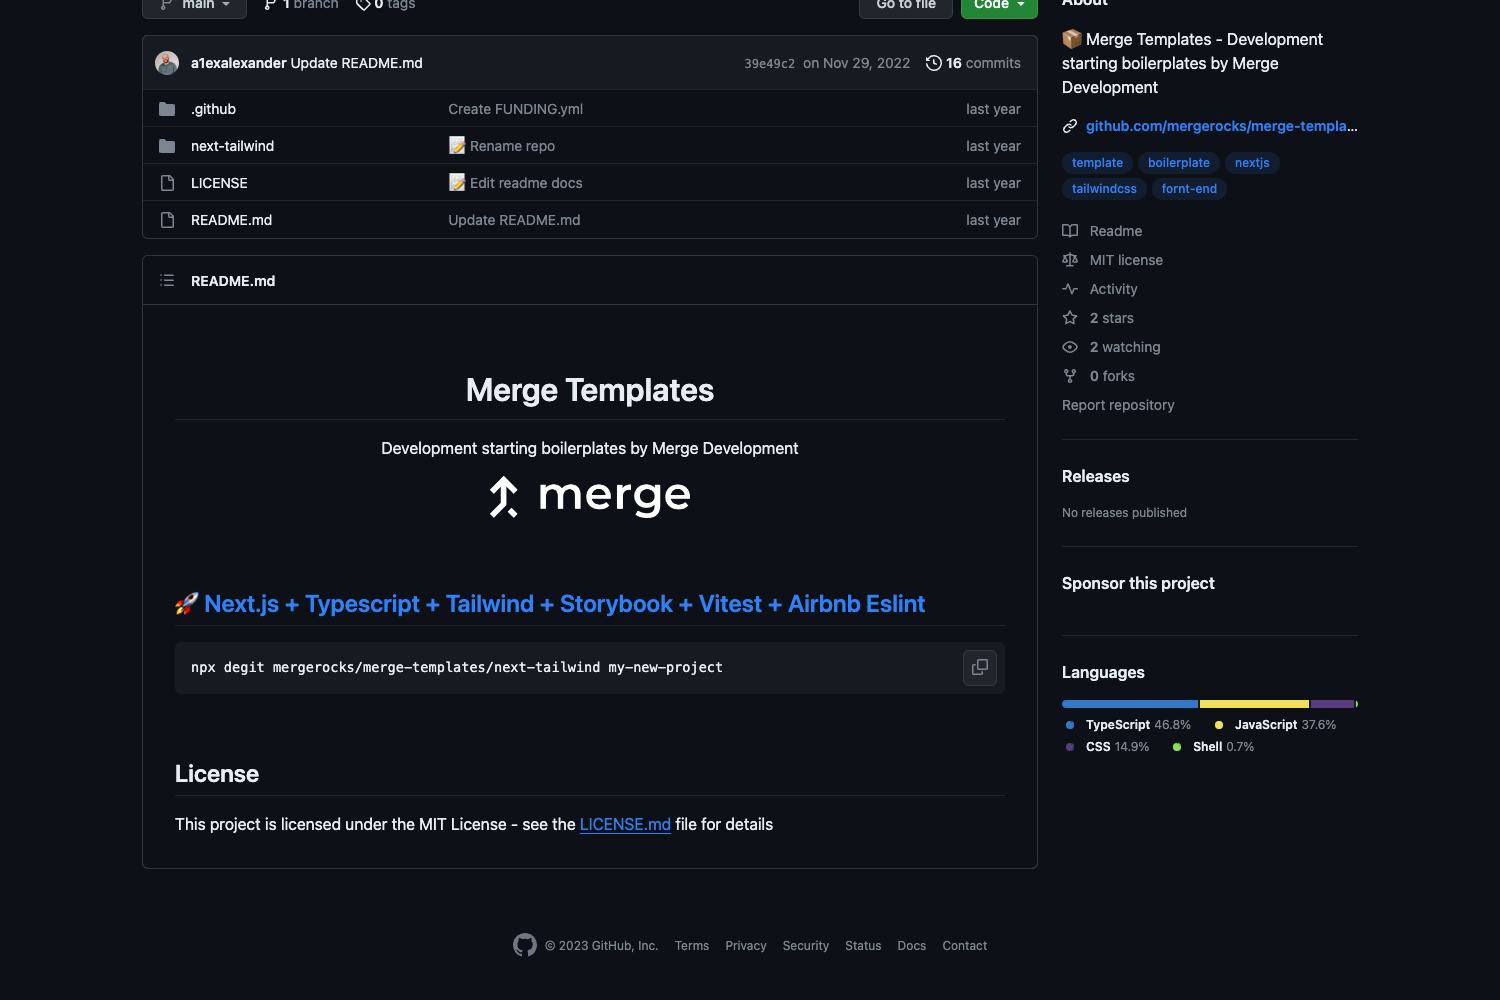 main
1 branch
0 tags
Go to file
Code
a1exalexander Update README.md
39e49c2 on Nov 29, 2022
16 commits
.github
Create FUNDING.yml
last year
next-tailwind
Rename repo
last year
LICENSE
Edit readme docs
last year
README.md
Update README.md
last year
README.md
Merge Templates
Development starting boilerplates by Merge Development
merge
Next.js + Typescript + Tailwind + Storybook + Vitest + Airbnb Eslint
npx degit mergerocks/merge-templates/next-tailwind my-new-project
License
This project is licensed under the MIT License - see the LICENSE.md file for details
About
Merge Templates - Development
starting boilerplates by Merge
Development
github.com/mergerocks/merge-templa...
template boilerplate nextjs
tailwindcss fornt-end
Readme
MIT license
Activity
2 stars
2 watching
0 forks
Report repository
Releases
No releases published
Sponsor this project
Languages
TypeScript 46.8% JavaScript 37.6%
CSS 14.9% Shell 0.7%
© 2023 GitHub, Inc. Terms Privacy Security Status Docs Contact